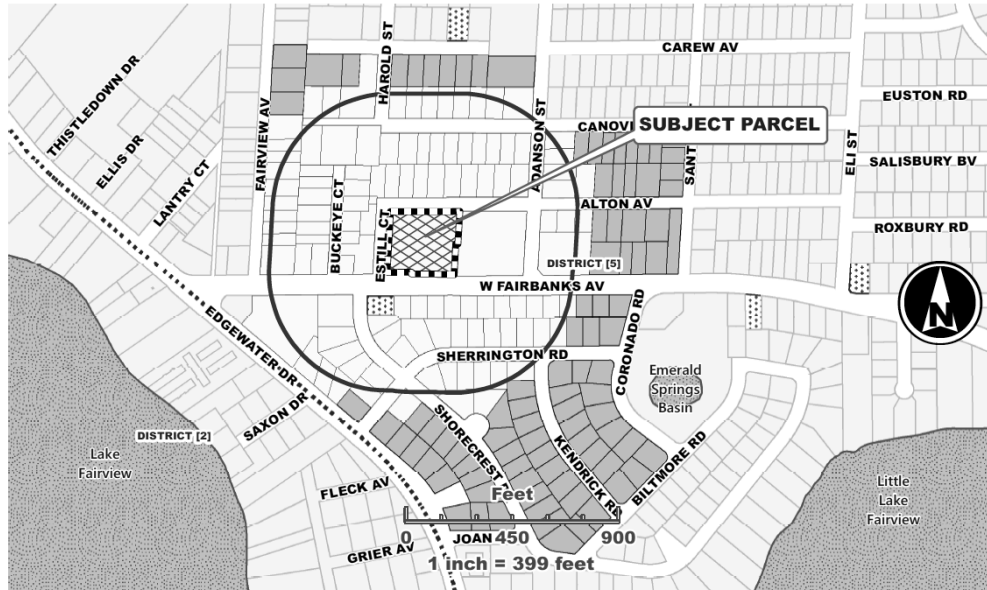 HAROLD ST
CAREW AV
THISTLEDOWN DR
EUSTON RD
FAIRVIEW AV
ADANSON ST
SUBJECT PARCEL
ELLIS DR
ELI ST
SALISBURY BV
LANTRY CT
BUCKEYE CT
ALTON AV
ESTILL CT
ROXBURY RD
DISTRICT [5]
W FAIRBANKS AV
N
EDGEWATER DR
CORONADO RD
SHERRINGTON RD
Emerald
Springs
Basin
SAXON DR
DISTRICT [2]
SHORECREST
KENDRICK RD
BILTMORE RD
Lake
Fairview
Little
Lake
Fairview
FLECK AV
Feet
0 450 900
JOAN
GRIER AV
1 inch = 399 feet